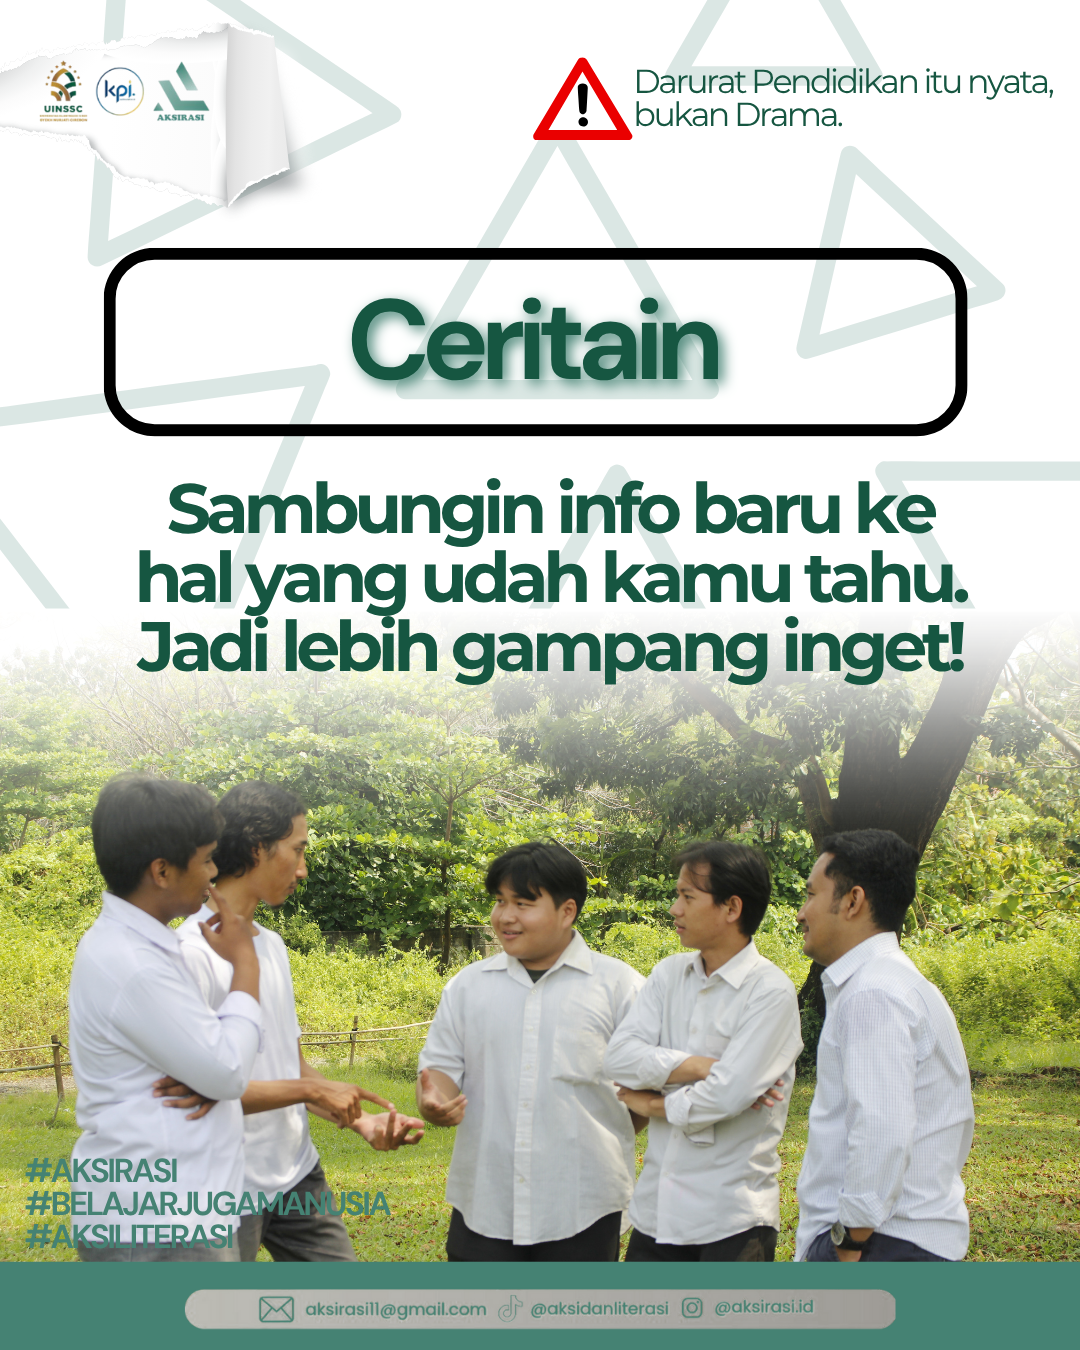 UINSSC
kpi.
AKSIRASI
Darurat Pendidikan itu nyata,
bukan Drama.
Ceritain
Sambungin info baru ke
hal yang udah kamu tahu.
Jadi lebih gampang inget!
#AKSIRASI
#BELAJARJUGAMANUSIA
#AKSILITERASI
aksirasi11@gmail.com @aksidanliterasi @aksirasi.id